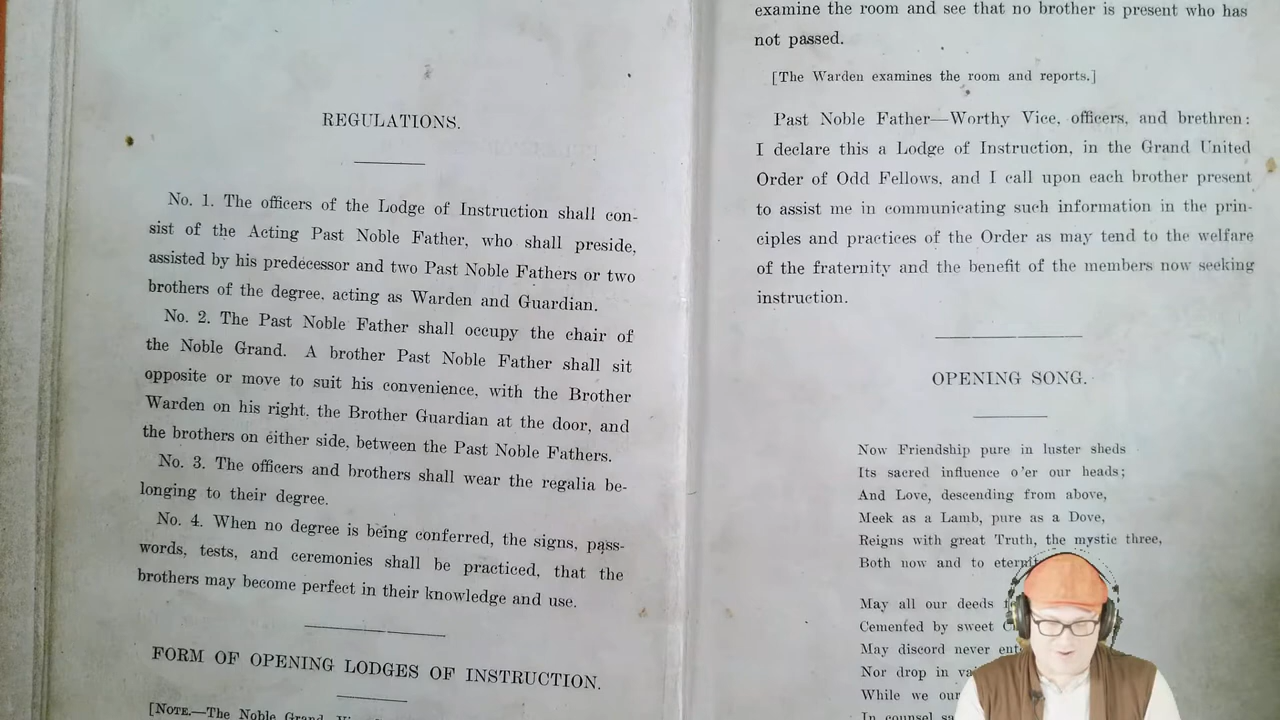 REGULATIONS.
No. 1. The officers of the Lodge of Instruction shall con-
sist of the Acting Past Noble Father, who shall preside,
assisted by his predecessor and two Past Noble Fathers or two
brothers of the degree, acting as Warden and Guardian.
No. 2. The Past Noble Father shall occupy the chair of
the Noble Grand. A brother Past Noble Father shall sit
opposite or move to suit his convenience, with the Brother
Warden on his right, the Brother Guardian at the door, and
the brothers on either side, between the Past Noble Fathers.
No. 3. The officers and brothers shall wear the regalia be-
longing to their degree.
No. 4. When no degree is being conferred, the signs, pass-
words, tests, and ceremonies shall be practiced, that the
brothers may become perfect in their knowledge and use.
FORM OF OPENING LODGES OF INSTRUCTION.
[NOTE.—The Noble Grand,
examine the room and see that no brother is present who has
not passed.
[The Warden examines the room and reports.]
Past Noble Father—Worthy Vice, officers, and brethren:
I declare this a Lodge of Instruction, in the Grand United
Order of Odd Fellows, and I call upon each brother present
to assist me in communicating such information in the prin-
ciples and practices of the Order as may tend to the welfare
of the fraternity and the benefit of the members now seeking
instruction.
OPENING SONG.
Now Friendship pure in luster sheds
Its sacred influence o'er our heads;
And Love, descending from above,
Meek as a Lamb, pure as a Dove,
Reigns with great Truth, the mystic three,
Both now and to
May all our deeds
Cemented by sweet
May discord never
Nor drop in
While we our
In counsel